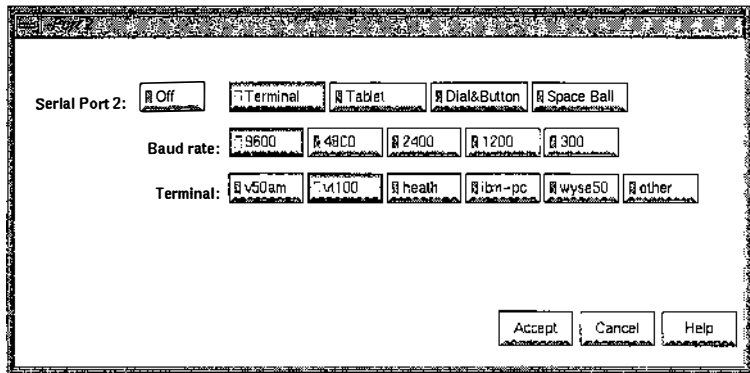 Serial Port 2: Off Terminal Tablet Dial&Button Space Ball
Baud rate: 9600 4800 2400 1200 300
Terminal: v50am vt100 heath ibm-pc wyse50 other
Accept Cancel Help